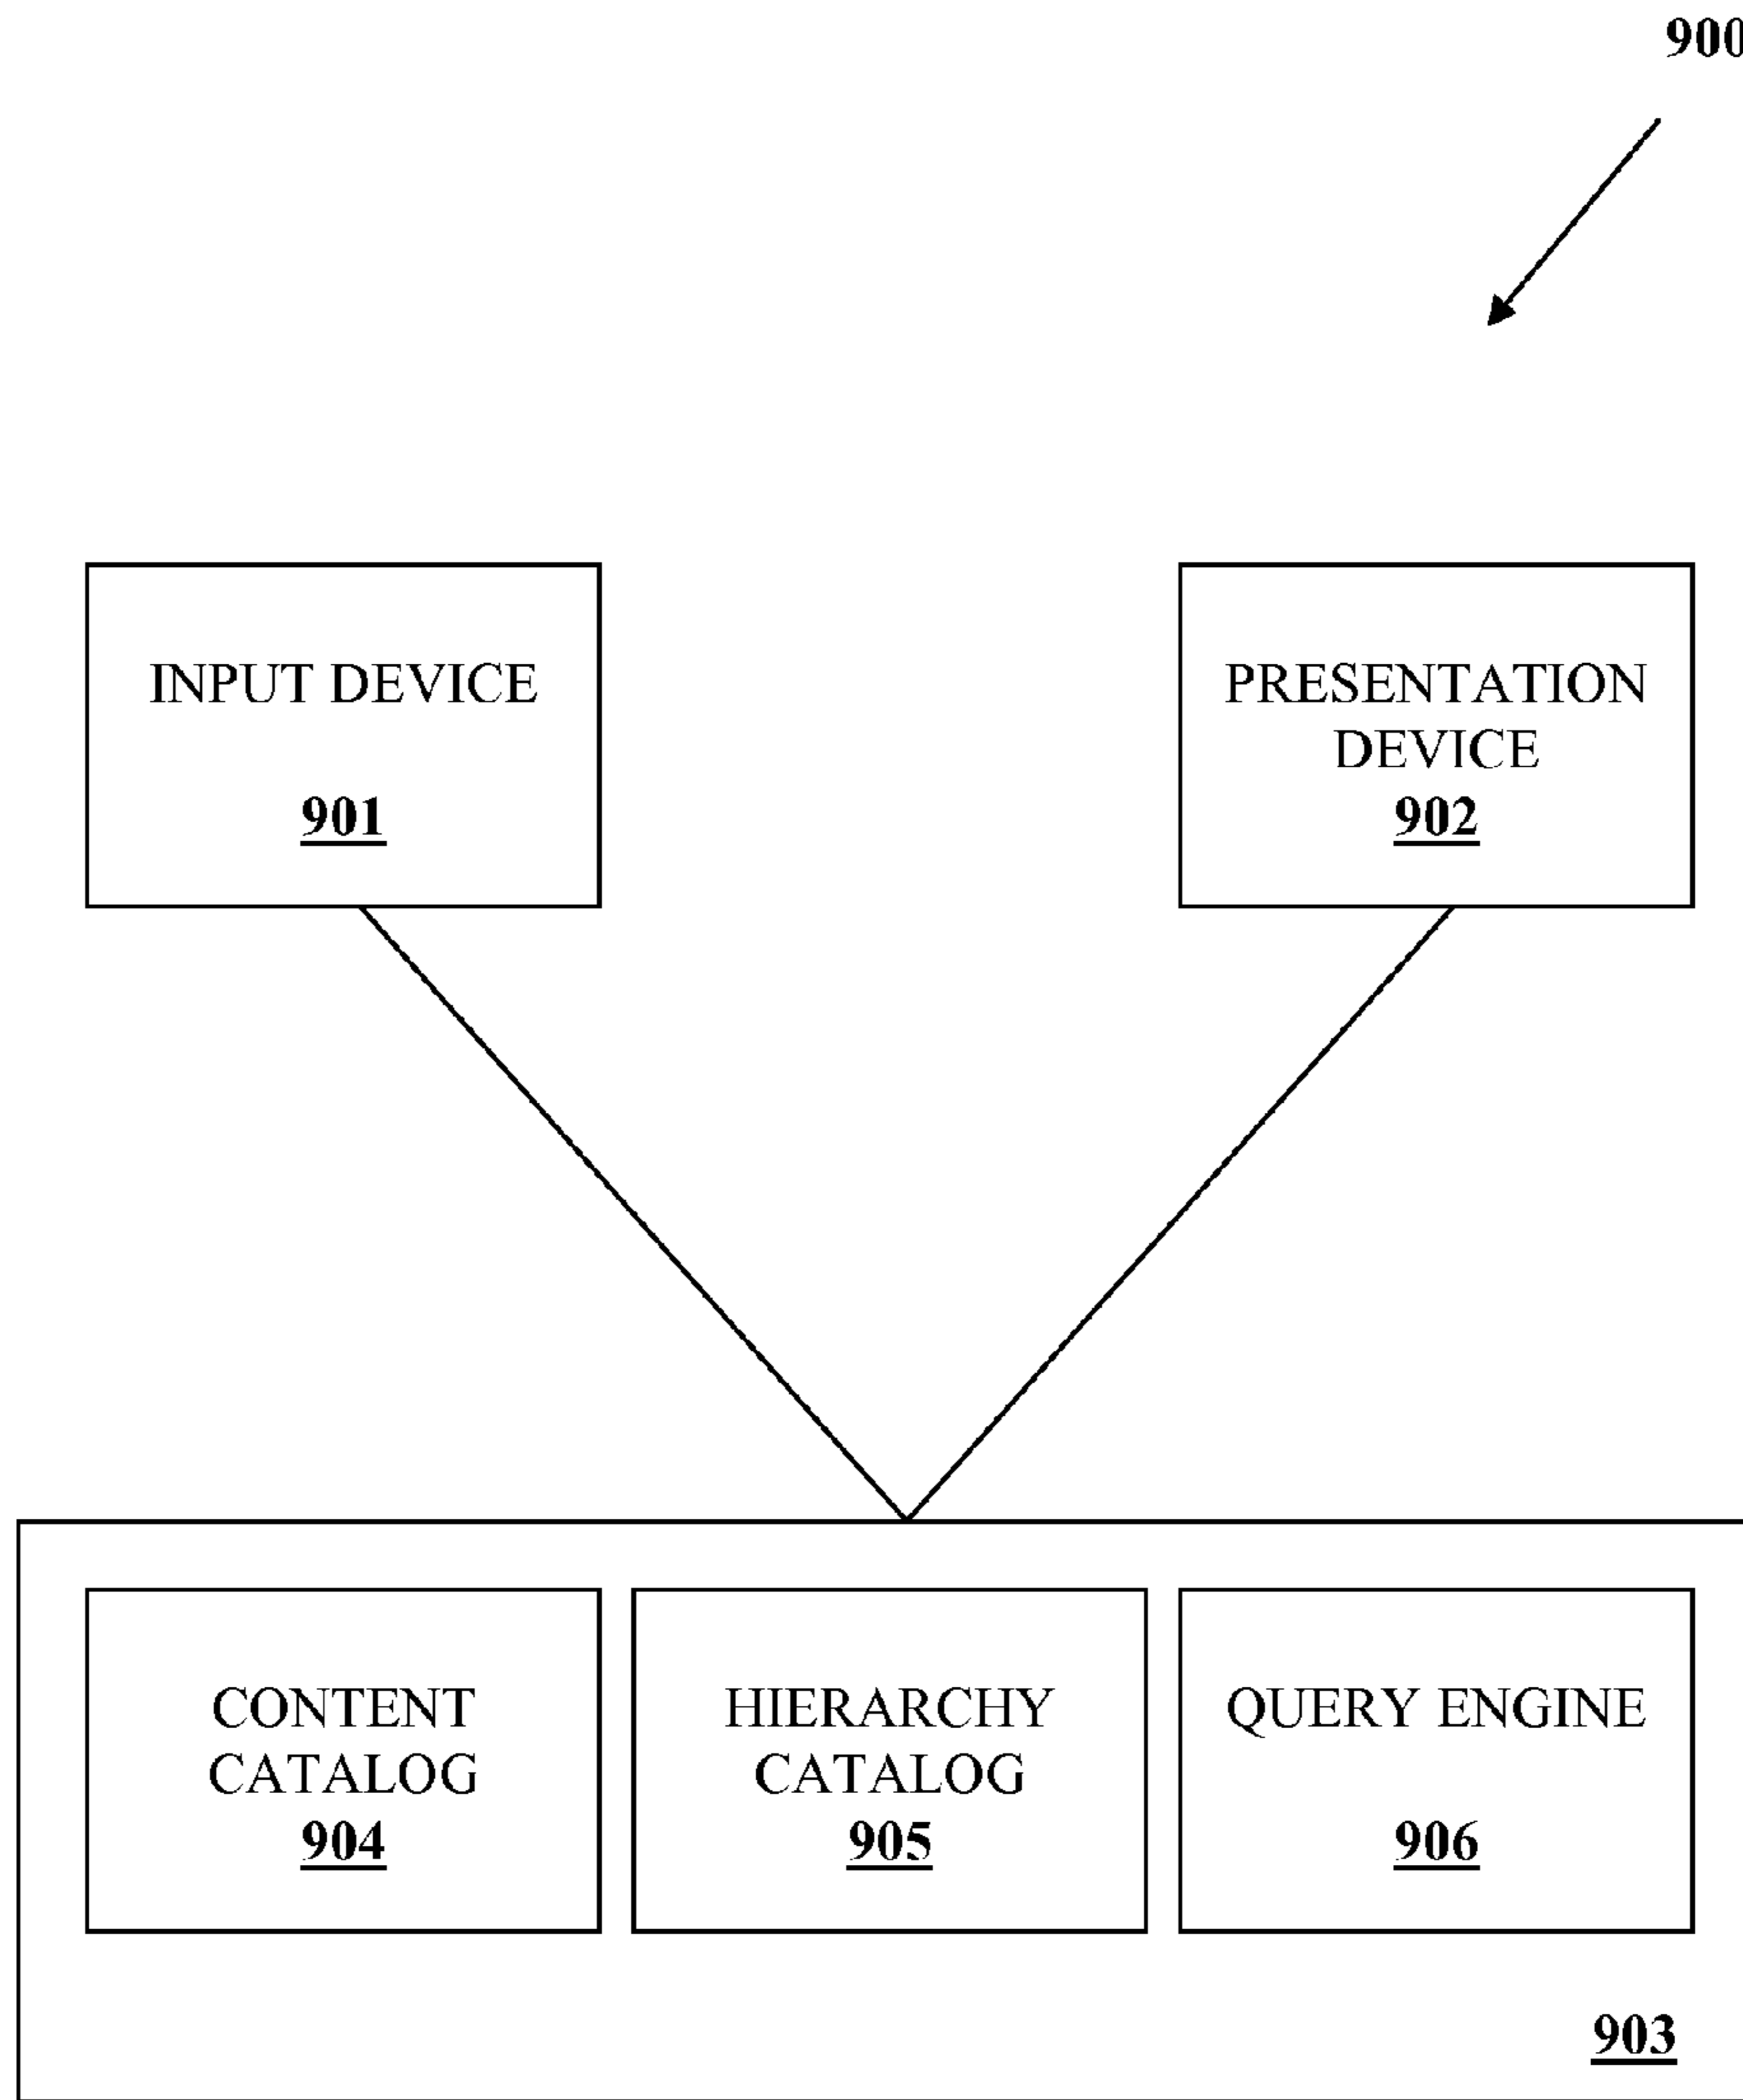 900
INPUT DEVICE
901
PRESENTATION
DEVICE
902
CONTENT
CATALOG
904
HIERARCHY
CATALOG
905
QUERY ENGINE
906
903